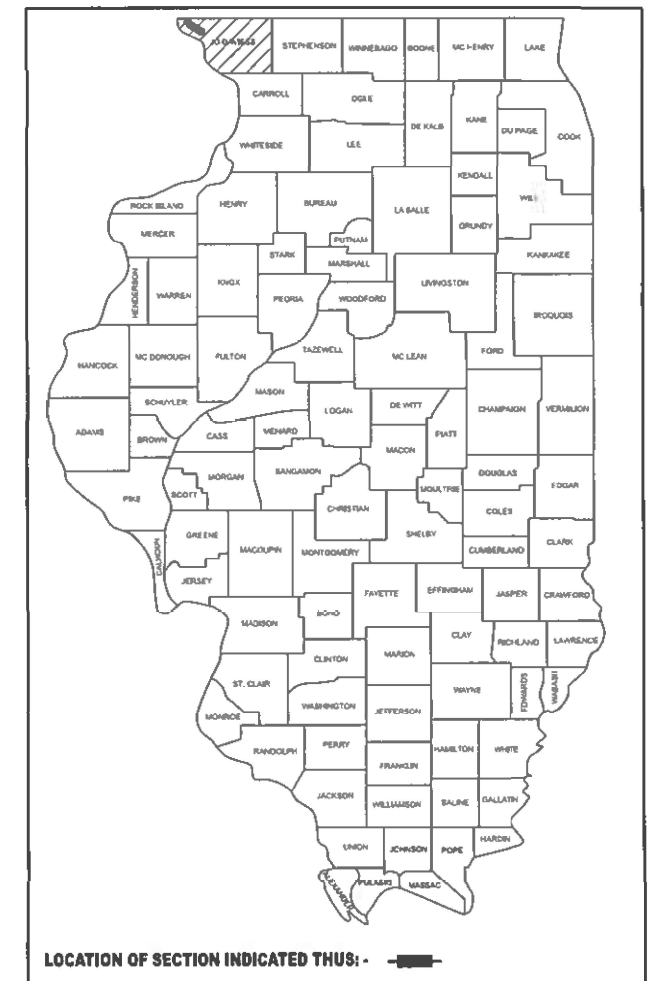 JO DAVIESS STEPHENSON WINNEBAGO BOONE MC HENRY LAKE
CARROLL OGLE DE KALB KANE DU PAGE COOK
WHITESIDE LEE
KENDALL
ROCK ISLAND HENRY BUREAU LA SALLE GRUNDY WILL
MERCER PUTNAM
STARK MARSHALL KANKAKEE
HENDERSON WARREN KNOX PEORIA WOODFORD LIVINGSTON
IROQUOIS
HANCOCK MC DONOUGH FULTON TAZEWELL MC LEAN FORD
MASON
SCHUYLER LOGAN DE WITT CHAMPAIGN VERMILION
ADAMS BROWN CASS MENARD PIATT
MACON
MORGAN SANGAMON DOUGLAS
PIKE SCOTT MOULTRIE EDGAR
CHRISTIAN COLES
GREENE SHELBY
CALHOUN MACOUPIN MONTGOMERY CUMBERLAND CLARK
JERSEY FAYETTE EFFINGHAM JASPER CRAWFORD
MADISON BOND
CLAY RICHLAND LAWRENCE
CLINTON MARION
ST. CLAIR WAYNE EDWARDS WABASH
WASHINGTON JEFFERSON
MONROE
RANDOLPH PERRY HAMILTON WHITE
FRANKLIN
JACKSON WILLIAMSON SALINE GALLATIN
HARDIN
UNION JOHNSON POPE
ALEXANDER PULASKI MASSAC
LOCATION OF SECTION INDICATED THUS: -